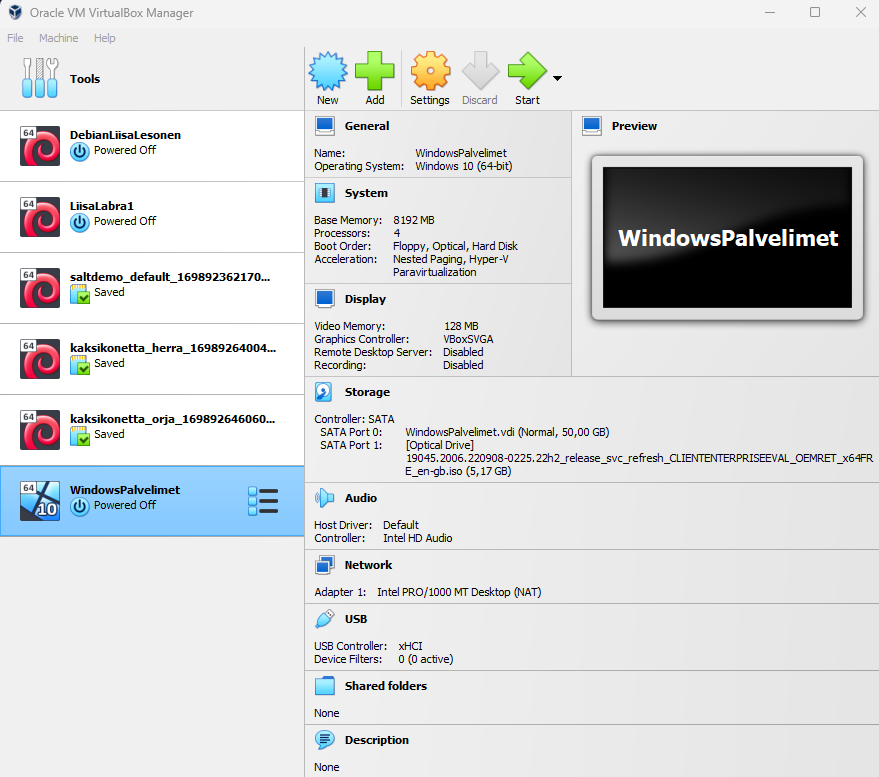 Oracle VM VirtualBox Manager
File Machine Help
Tools
New Add Settings Discard Start
64
DebianLiisaLesonen
Powered Off
64
LiisaLabra1
Powered Off
64
saltdemo_default_169892362170...
Saved
64
kaksikonetta_herra_16989264004...
Saved
64
kaksikonetta_orja_169892646060...
Saved
64
10
WindowsPalvelimet
Powered Off
General
Name: WindowsPalvelimet
Operating System: Windows 10 (64-bit)
Preview
WindowsPalvelimet
System
Base Memory: 8192 MB
Processors: 4
Boot Order: Floppy, Optical, Hard Disk
Acceleration: Nested Paging, Hyper-V
Paravirtualization
Display
Video Memory: 128 MB
Graphics Controller: VBoxSVGA
Remote Desktop Server: Disabled
Recording: Disabled
Storage
Controller: SATA
SATA Port 0: WindowsPalvelimet.vdi (Normal, 50,00 GB)
SATA Port 1: [Optical Drive]
19045.2006.220908-0225.22h2_release_svc_refresh_CLIENTENTERPRISEEVAL_OEMRET_x64FR
E_en-gb.iso (5,17 GB)
Audio
Host Driver: Default
Controller: Intel HD Audio
Network
Adapter 1: Intel PRO/1000 MT Desktop (NAT)
USB
USB Controller: xHCI
Device Filters: 0 (0 active)
Shared folders
None
Description
None